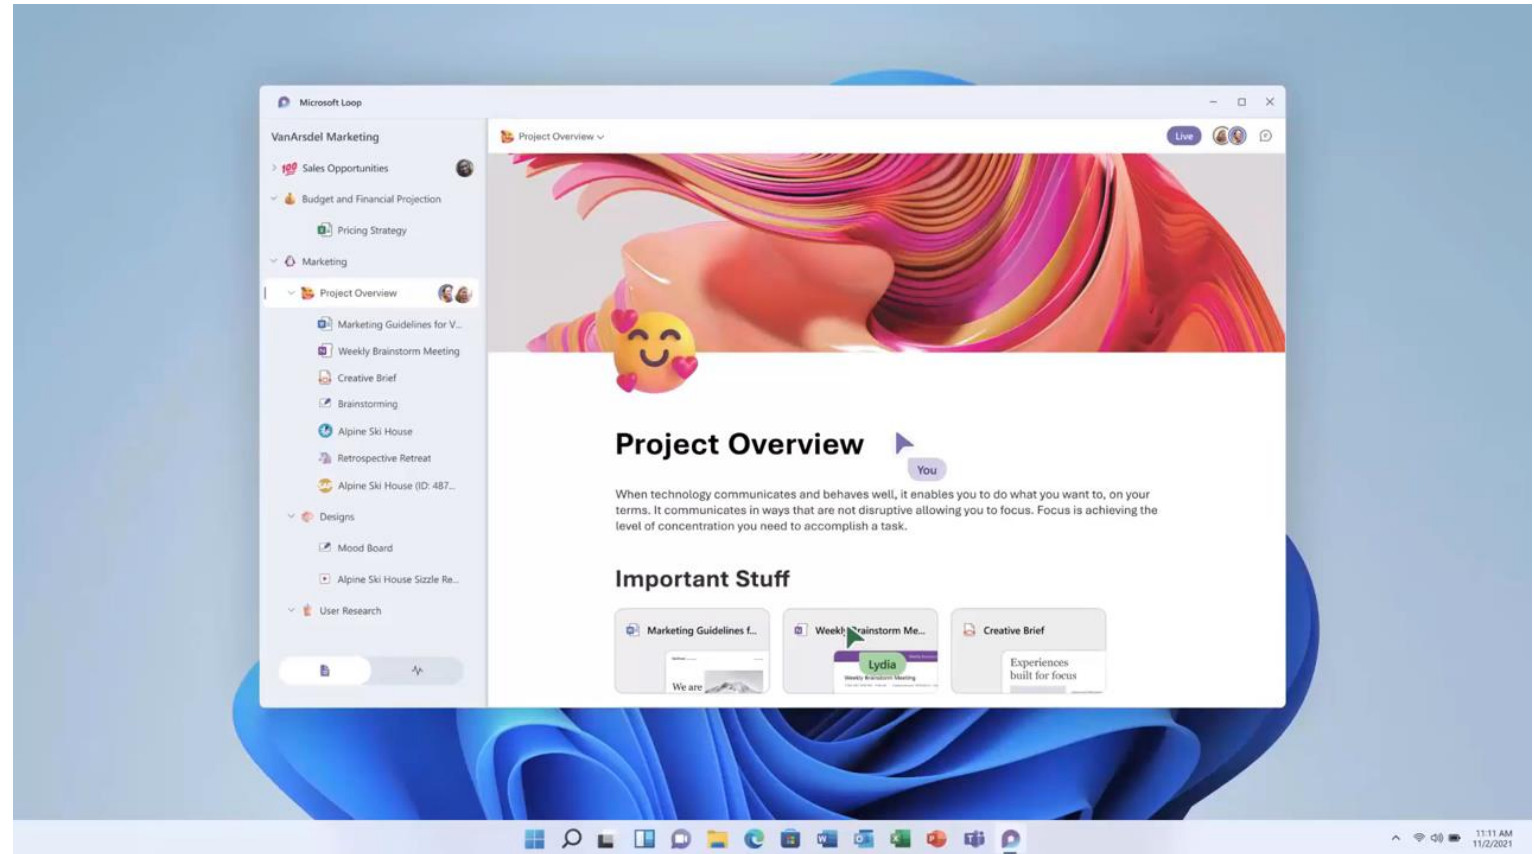 Microsoft Loop
VanArsdel Marketing
Project Overview
Live
100 Sales Opportunities
Budget and Financial Projection
Pricing Strategy
Marketing
Project Overview
Marketing Guidelines for V...
Weekly Brainstorm Meeting
Creative Brief
Brainstorming
Alpine Ski House
Retrospective Retreat
Alpine Ski House (ID: 487...
Designs
Mood Board
Alpine Ski House Sizzle Re...
User Research
Project Overview
You
When technology communicates and behaves well, it enables you to do what you want to, on your
terms. It communicates in ways that are not disruptive allowing you to focus. Focus is achieving the
level of concentration you need to accomplish a task.
Important Stuff
Marketing Guidelines f...
We are
Weekly Brainstorm Me...
Lydia
Weekly Brainstorm Meeting
Creative Brief
Experiences
built for focus
11:11 AM
11/2/2021